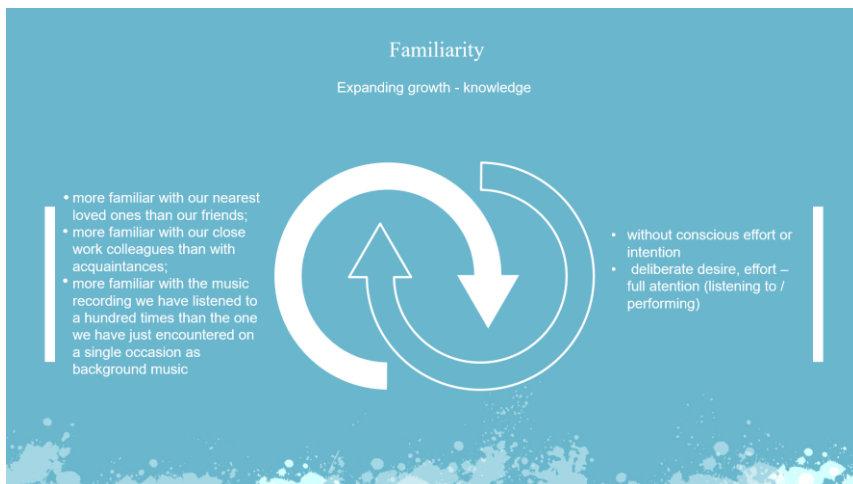 Familiarity
Expanding growth - knowledge
• more familiar with our nearest
loved ones than our friends;
• more familiar with our close
work colleagues than with
acquaintances;
• more familiar with the music
recording we have listened to
a hundred times than the one
we have just encountered on
a single occasion as
background music
• without conscious effort or
intention
• deliberate desire, effort –
full atention (listening to /
performing)